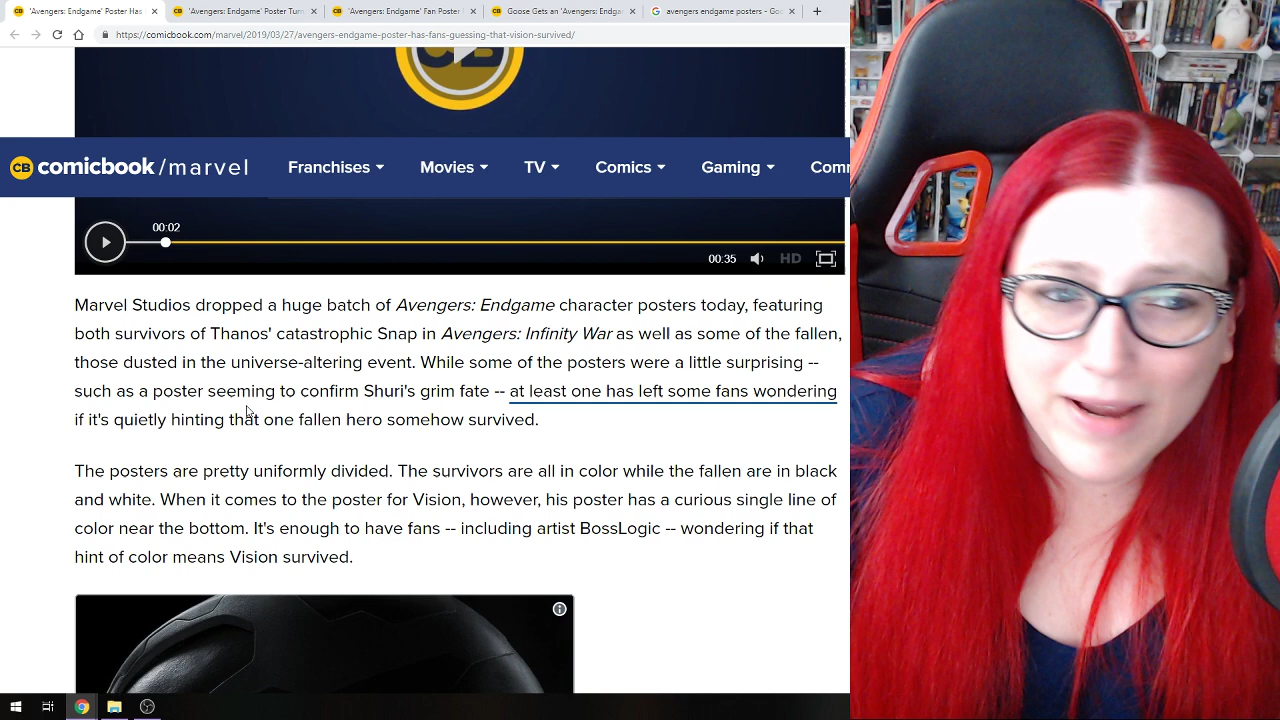 'Avengers: Endgame' Poster Has
'Avengers: Endgame' Poster Turn
'Avengers: Endgame' Fan Poster
Goose Gets an 'Avengers: Endga
avengers endgame posters - Goo
https://comicbook.com/marvel/2019/03/27/avengers-endgame-poster-has-fans-guessing-that-vision-survived/
CB comicbook /marvel
Franchises
Movies
TV
Comics
Gaming
Comm
00:02
00:35
HD
Marvel Studios dropped a huge batch of Avengers: Endgame character posters today, featuring
both survivors of Thanos' catastrophic Snap in Avengers: Infinity War as well as some of the fallen,
those dusted in the universe-altering event. While some of the posters were a little surprising --
such as a poster seeming to confirm Shuri's grim fate -- at least one has left some fans wondering
if it's quietly hinting that one fallen hero somehow survived.
The posters are pretty uniformly divided. The survivors are all in color while the fallen are in black
and white. When it comes to the poster for Vision, however, his poster has a curious single line of
color near the bottom. It's enough to have fans -- including artist BossLogic -- wondering if that
hint of color means Vision survived.